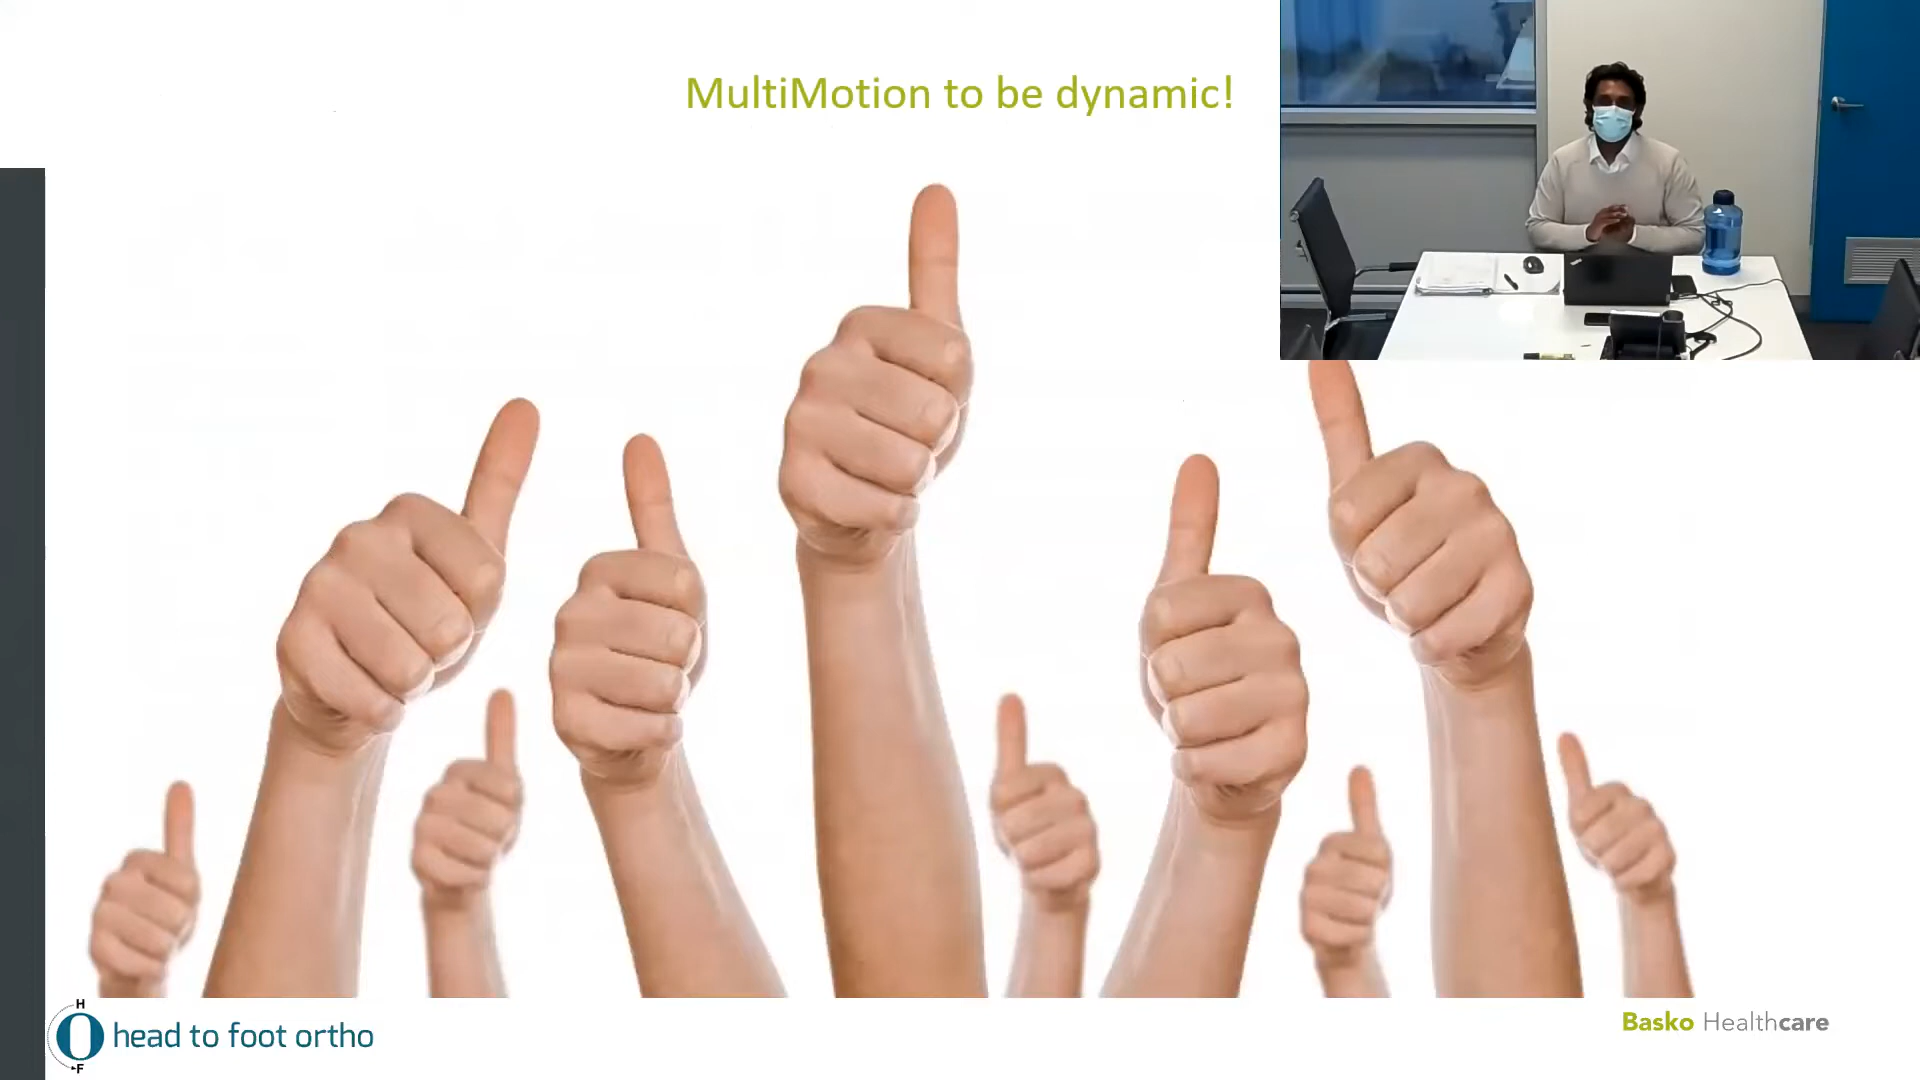 MultiMotion to be dynamic!
H
head to foot ortho
F
Basko Healthcare